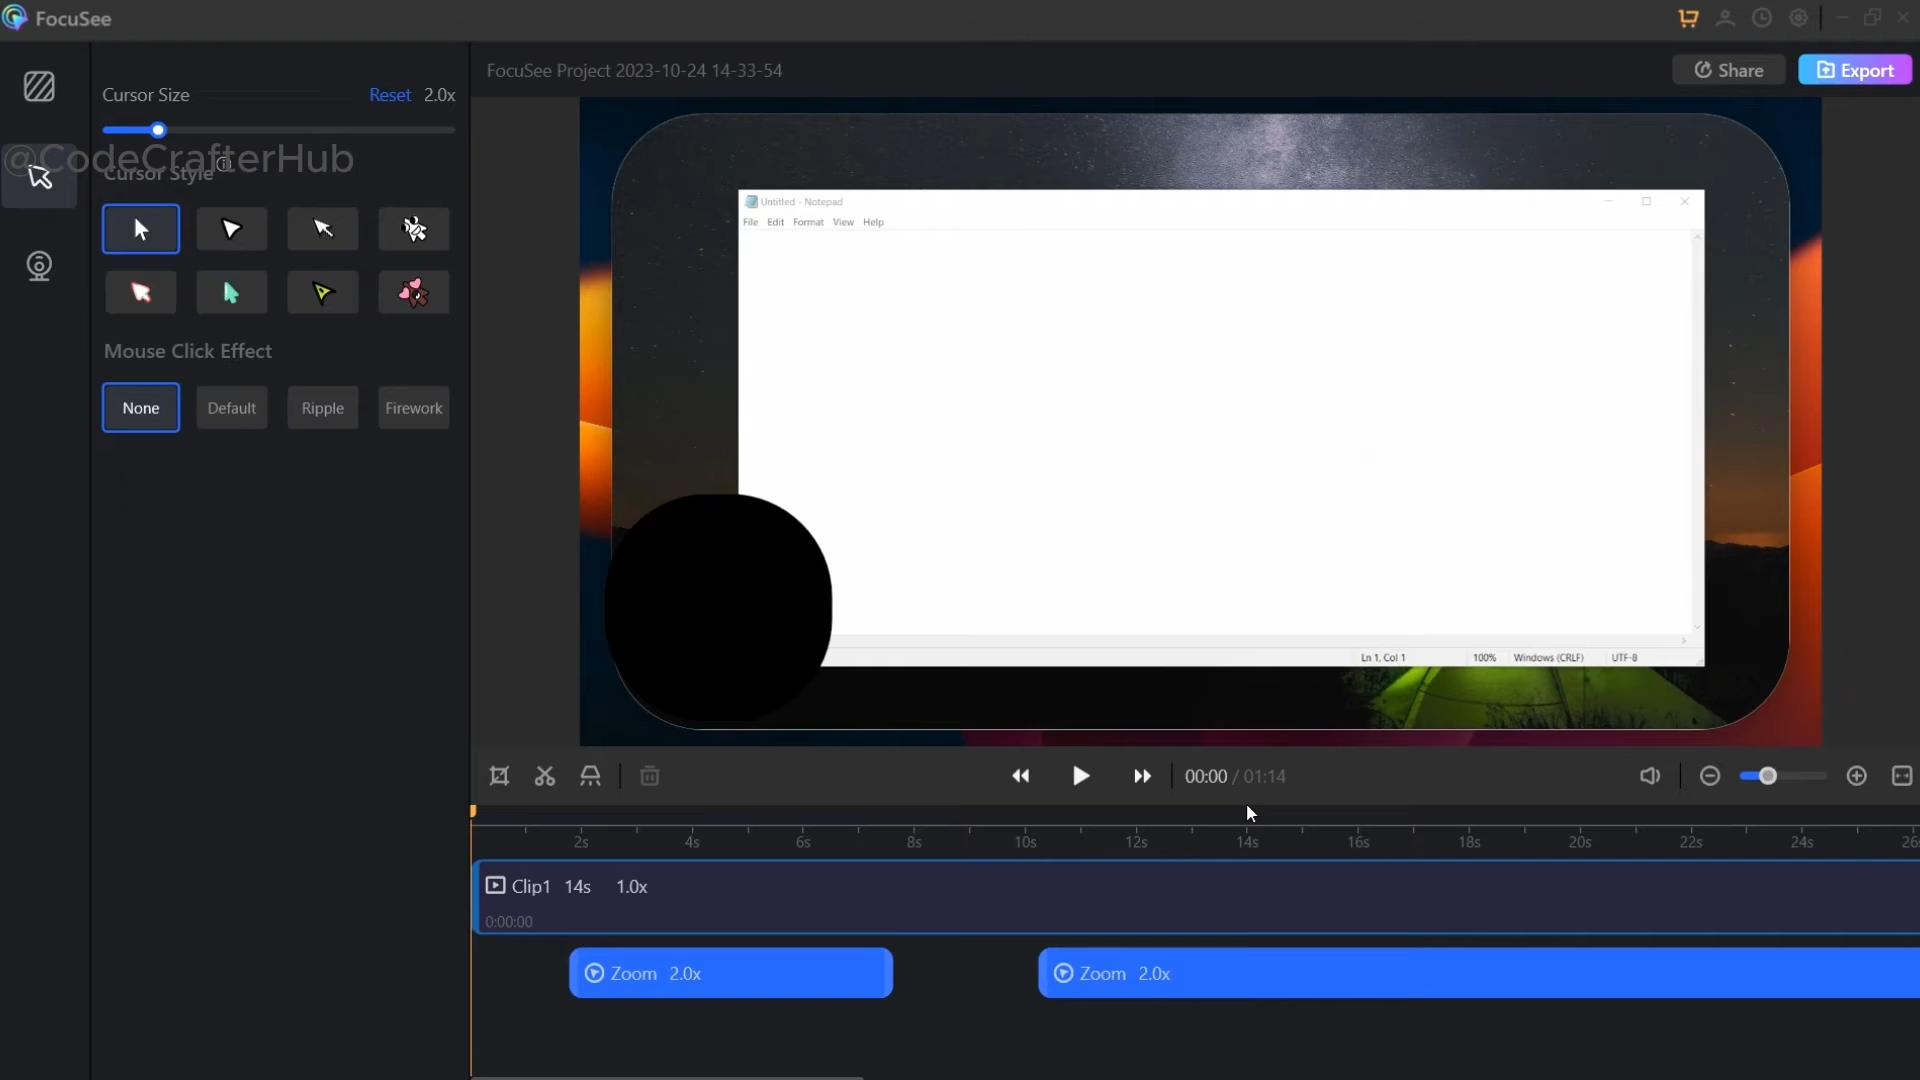 FocuSee
FocuSee Project 2023-10-24 14-33-54
Share
Export
Cursor Size
Reset 2.0x
@CodeCrafterHub
Cursor Style
Mouse Click Effect
None
Default
Ripple
Firework
Untitled - Notepad
File Edit Format View Help
Ln 1, Col 1
100%
Windows (CRLF)
UTF-8
00:00 / 01:14
2s 4s 6s 8s 10s 12s 14s 16s 18s 20s 22s 24s 26s
Clip1 14s 1.0x
0:00:00
Zoom 2.0x
Zoom 2.0x